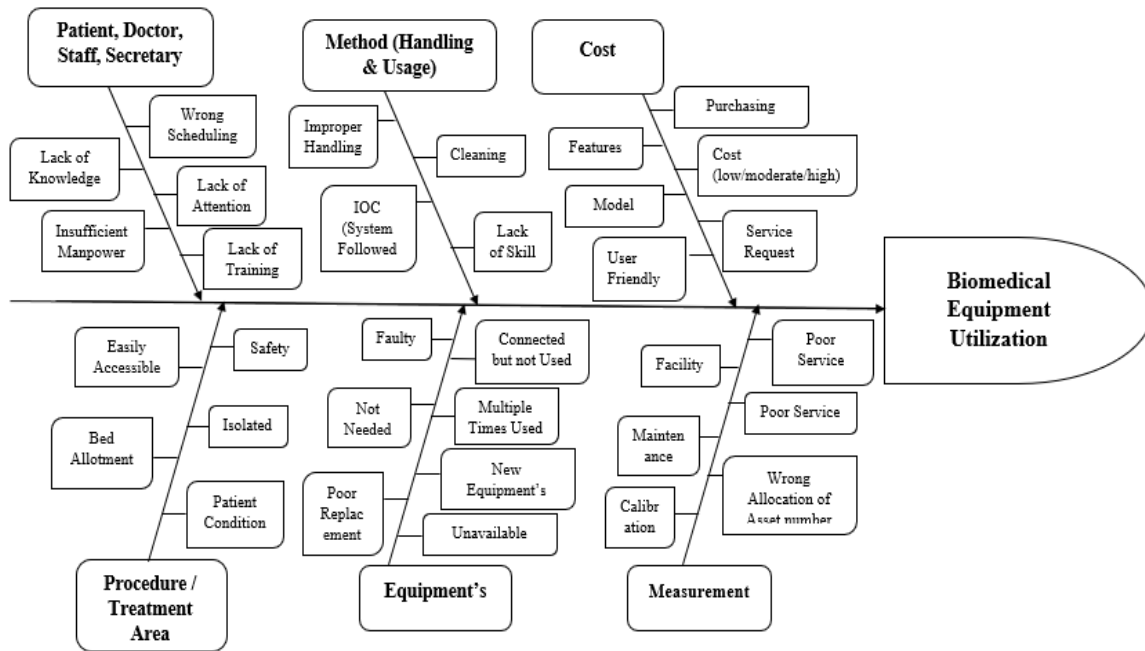 Patient, Doctor,
Staff, Secretary
Method (Handling
& Usage)
Cost
Wrong
Scheduling
Lack of
Knowledge
Lack of
Attention
Insufficient
Manpower
Lack of
Training
Improper
Handling
Cleaning
IOC
(System
Followed
Lack
of Skill
Purchasing
Features
Cost
(low/moderate/high)
Model
Service
Request
User
Friendly
Biomedical
Equipment
Utilization
Easily
Accessible
Safety
Isolated
Bed
Allotment
Patient
Condition
Faulty
Connected
but not Used
Not
Needed
Multiple
Times Used
New
Equipment's
Poor
Replac
ement
Unavailable
Poor
Service
Facility
Poor Service
Mainten
ance
Wrong
Allocation of
Asset number
Calibr
ation
Procedure /
Treatment
Area
Equipment's
Measurement